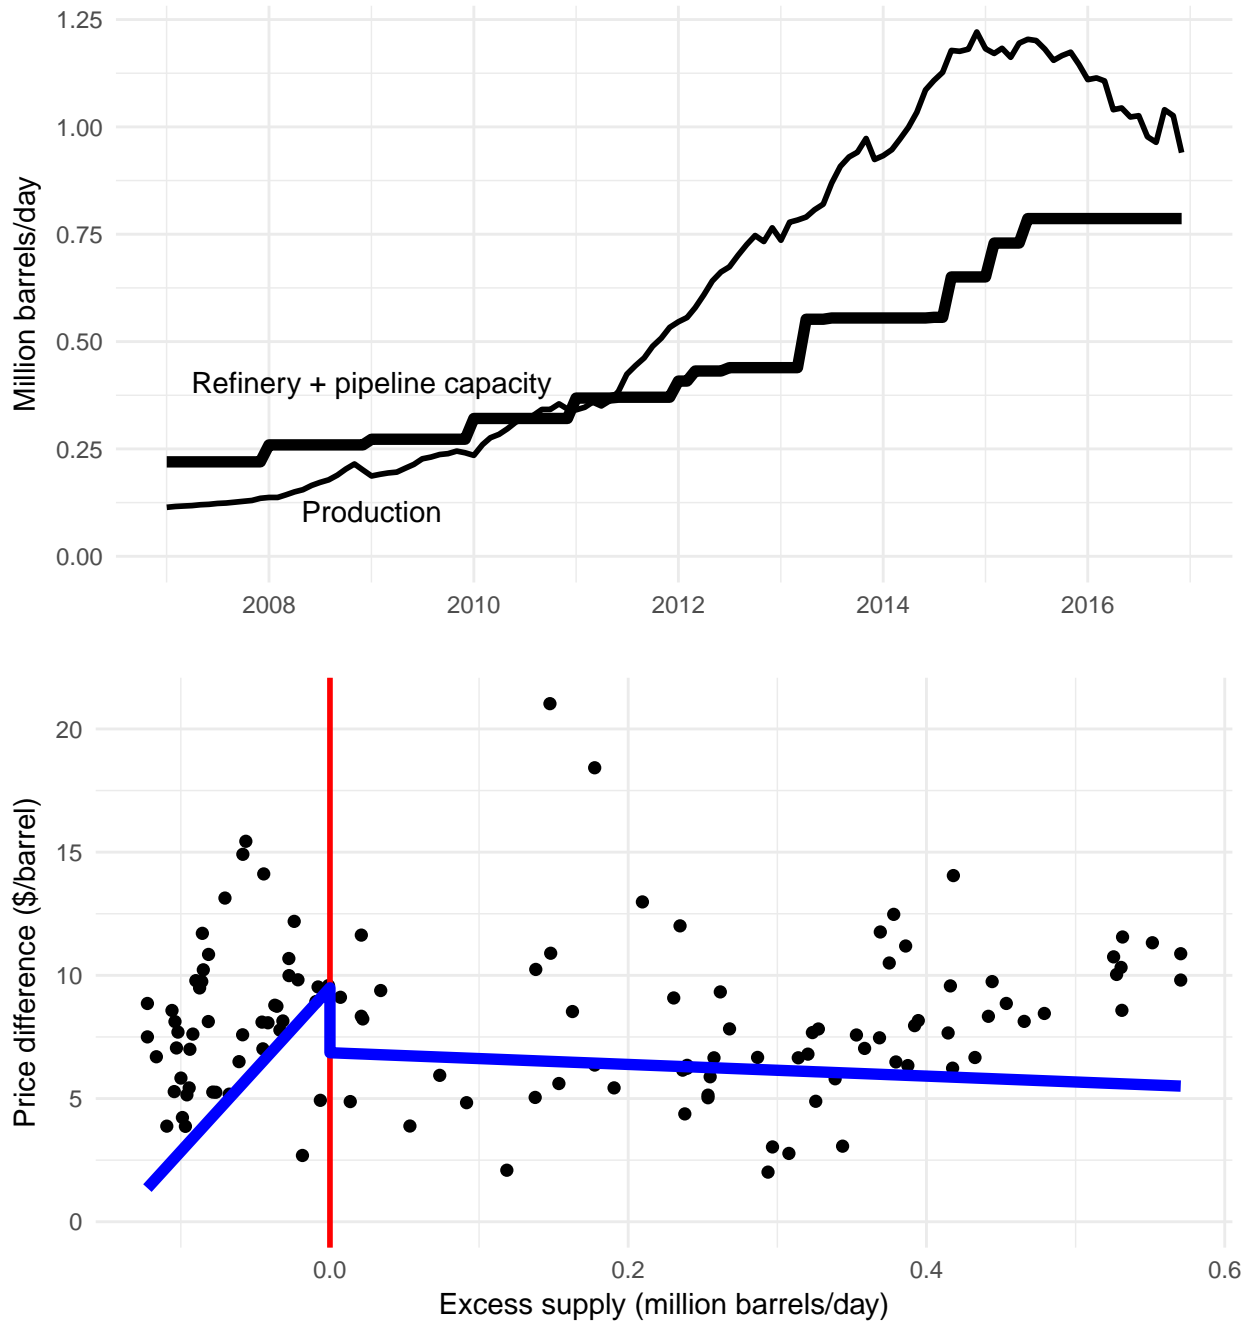 1.25
1.00
0.75
0.50
0.25
0.00
Million barrels/day
Refinery + pipeline capacity
Production
2008 2010 2012 2014 2016
20
15
10
5
0
Price difference ($/barrel)
0.0 0.2 0.4 0.6
Excess supply (million barrels/day)